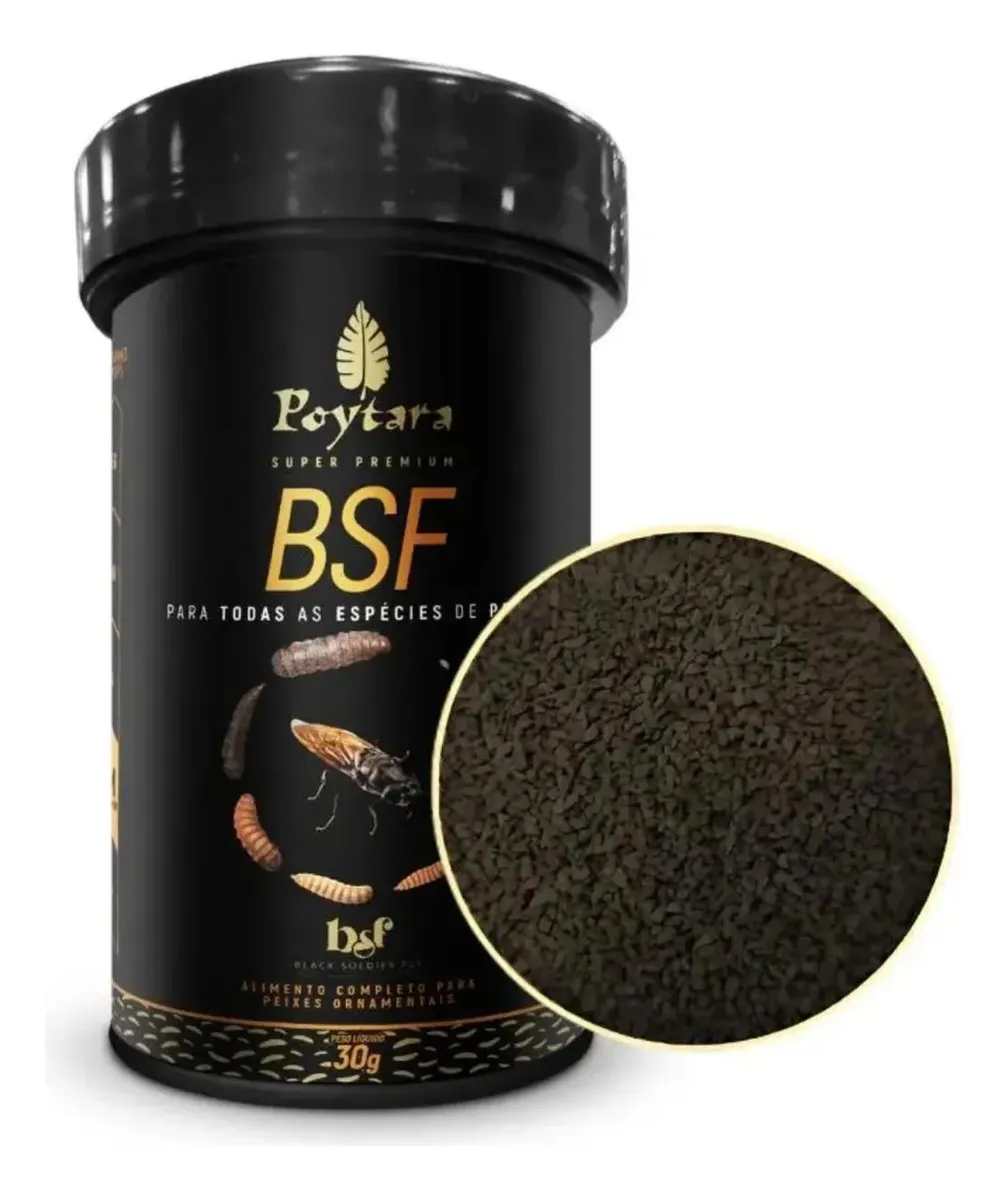 Poytara
SUPER PREMIUM
BSF
PARA TODAS AS ESPÉCIES DE
bsf
BLACK SOLDIER FLY
ALIMENTO COMPLETO PARA
PEIXES ORNAMENTAIS
PESO LÍQUIDO
30g